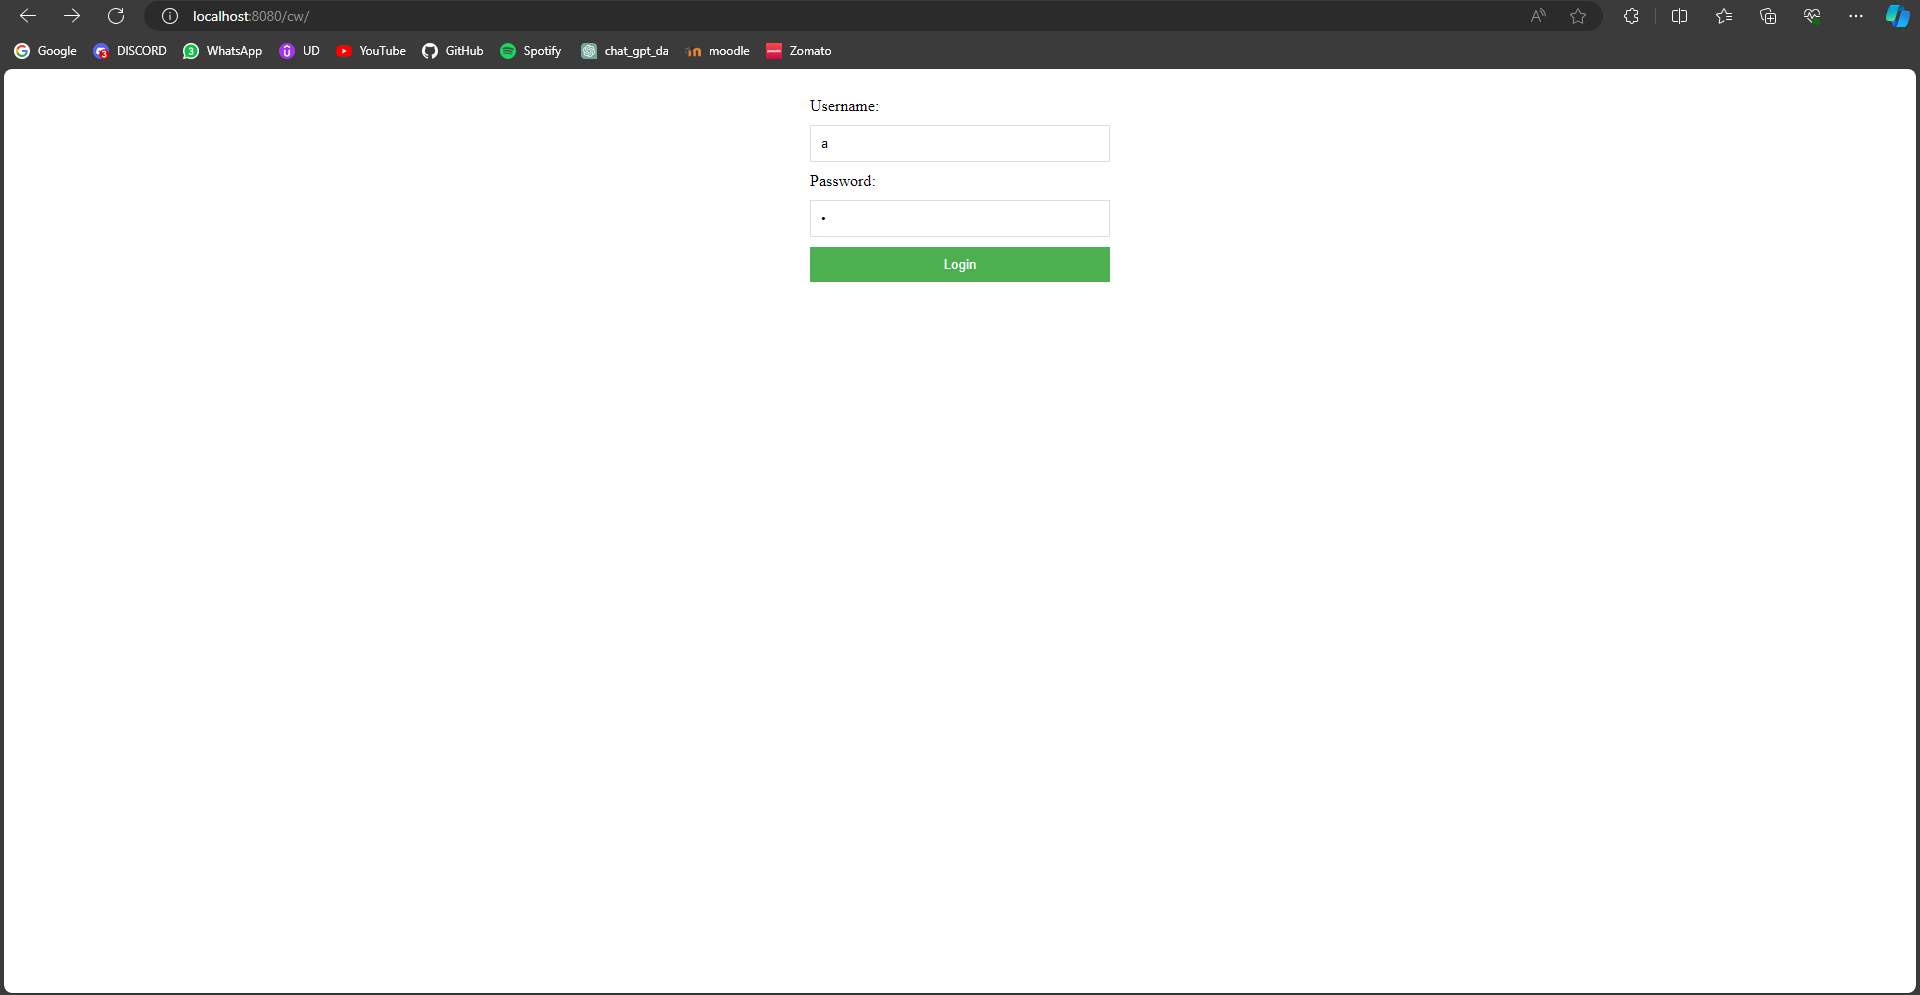 localhost:8080/cw/
Google DISCORD WhatsApp UD YouTube GitHub Spotify chat_gpt_da moodle Zomato
Username:
a
Password:
•
Login